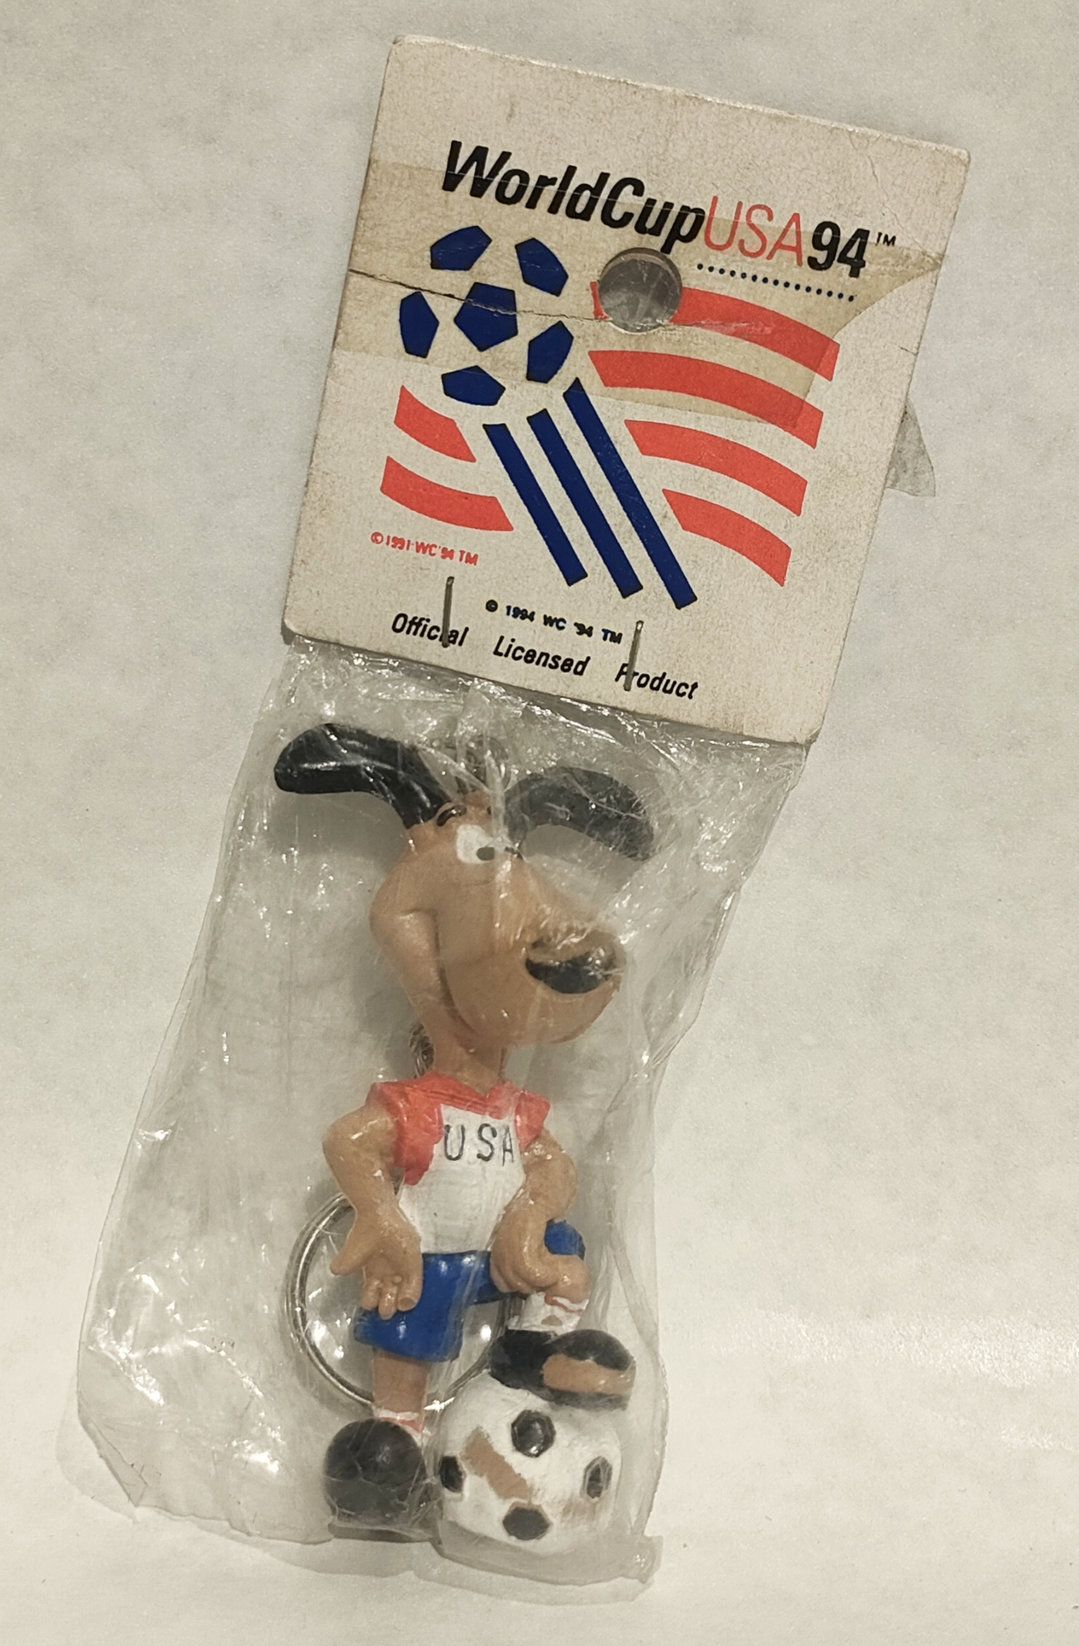 WorldCupUSA94™
© 1991 WC'94 TM
© 1994 WC '94 TM
Official Licensed Product
USA